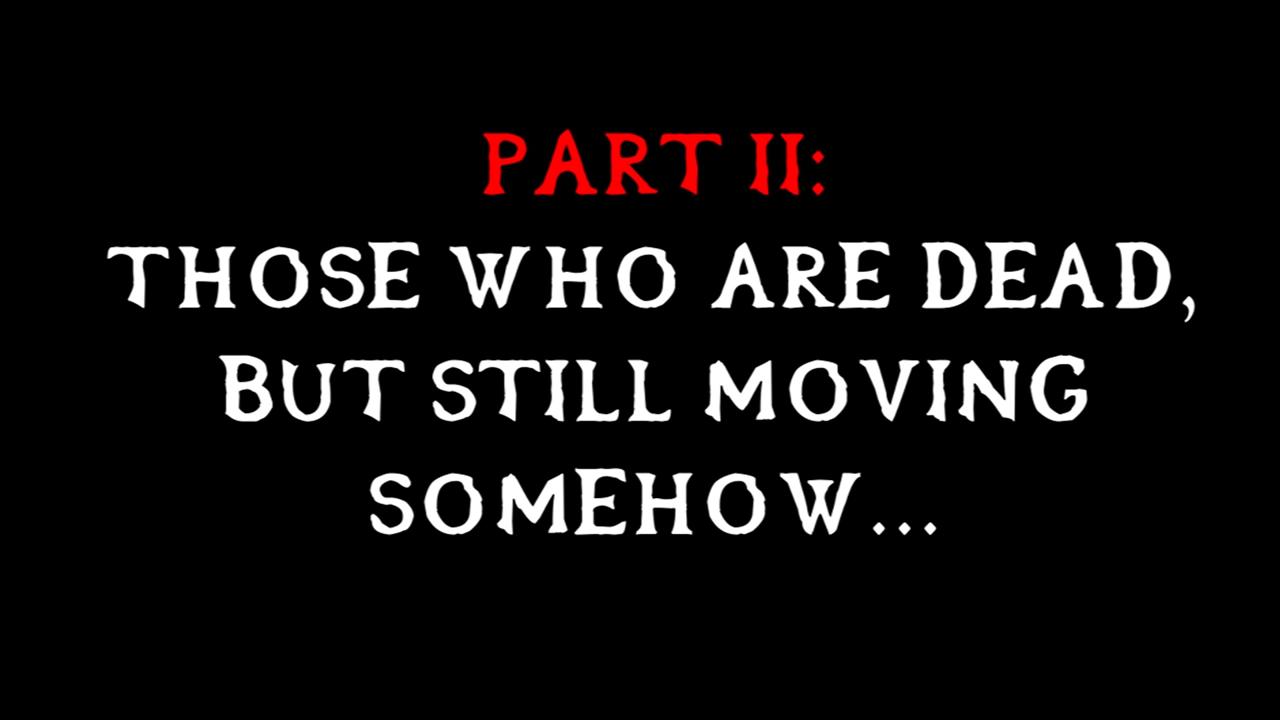 PART II:
THOSE WHO ARE DEAD,
BUT STILL MOVING
SOMEHOW...